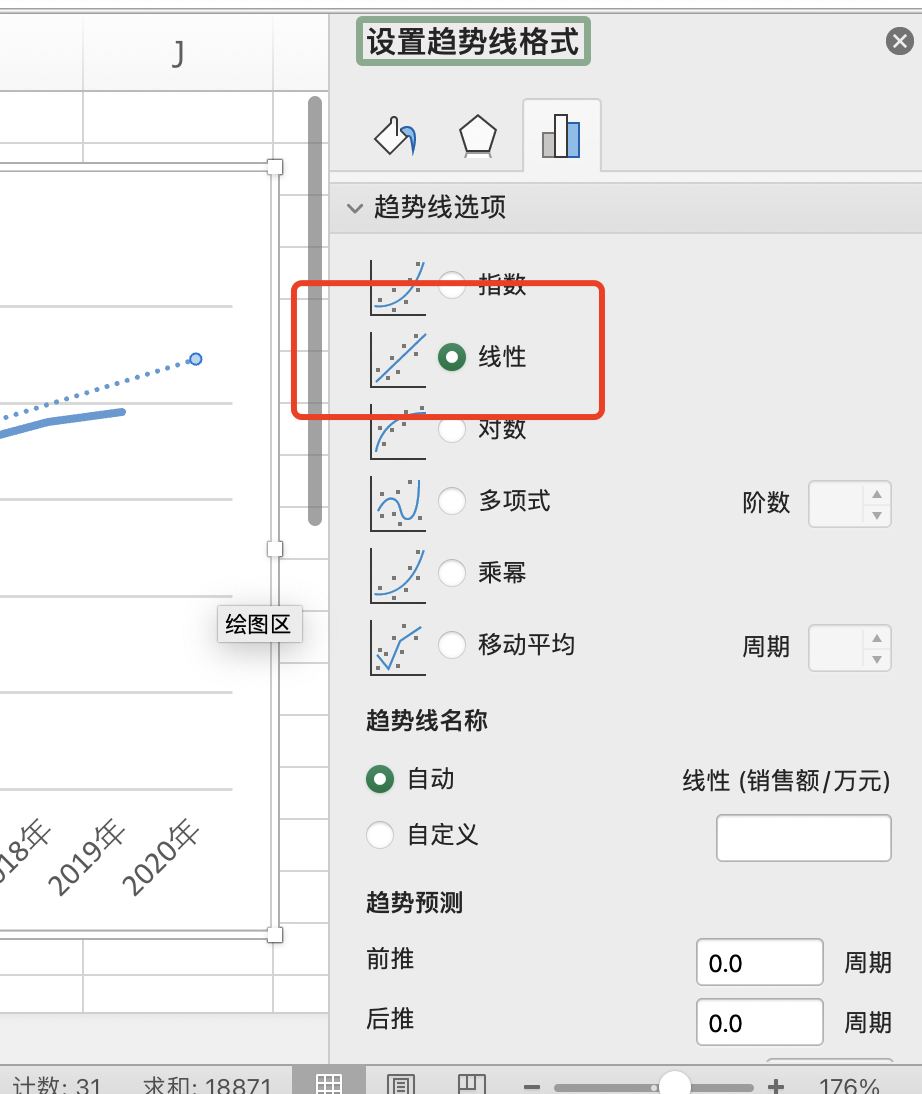 J
设置趋势线格式
趋势线选项
指数
线性
对数
多项式
阶数
乘幂
移动平均
周期
绘图区
趋势线名称
自动
线性 (销售额/万元)
自定义
趋势预测
前推
0.0
周期
后推
0.0
周期
18年
2019年
2020年
计数: 31
求和: 18871
176%